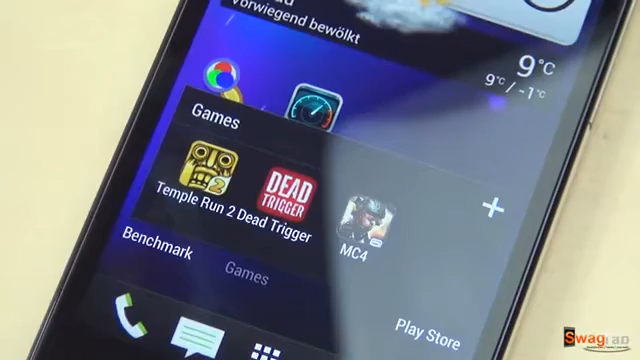 Vorwiegend bewölkt
9°C
9°C / -1°C
Games
2
DEAD
TRIGGER
Temple Run 2 Dead Trigger
MC4
Benchmark
Games
Play Store
Swag